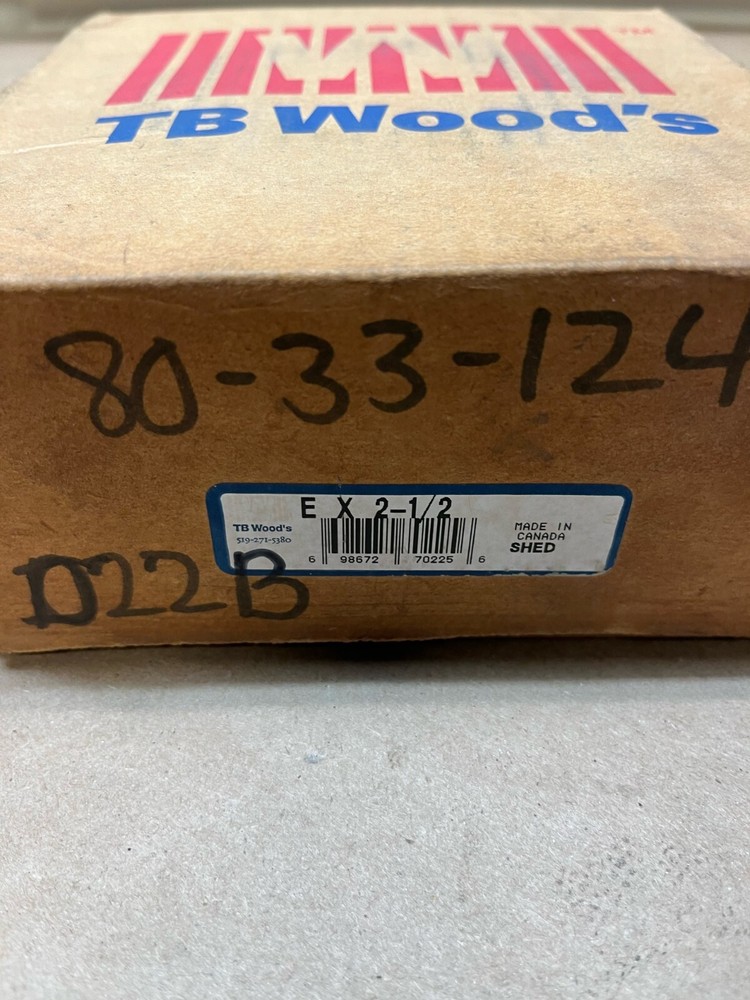 TM
TB Wood's
80-33-124
E X 2-1/2
TB Wood's
519-271-5380
6 98672 70225 6
MADE IN
CANADA
SHED
D22B